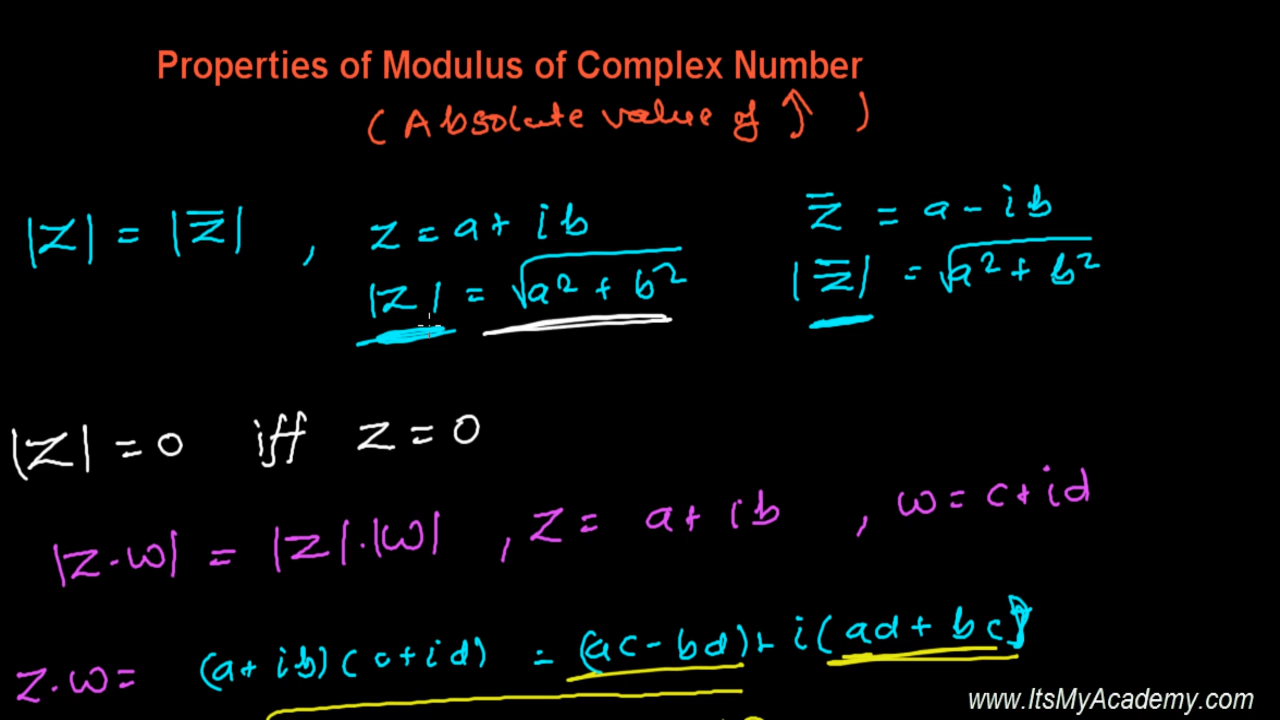 Properties of Modulus of Complex Number
(Absolute value of ↑)
|z| = |z̅| , z = a + ib z̅ = a - ib
|z| = √a² + b² |z̅| = √a² + b²
|z| = 0 iff z = 0
|z·w| = |z|·|w| , z = a + ib , w = c + id
z·w = (a + ib)(c + id) = (ac - bd) + i(ad + bc)
www.ItsMyAcademy.com